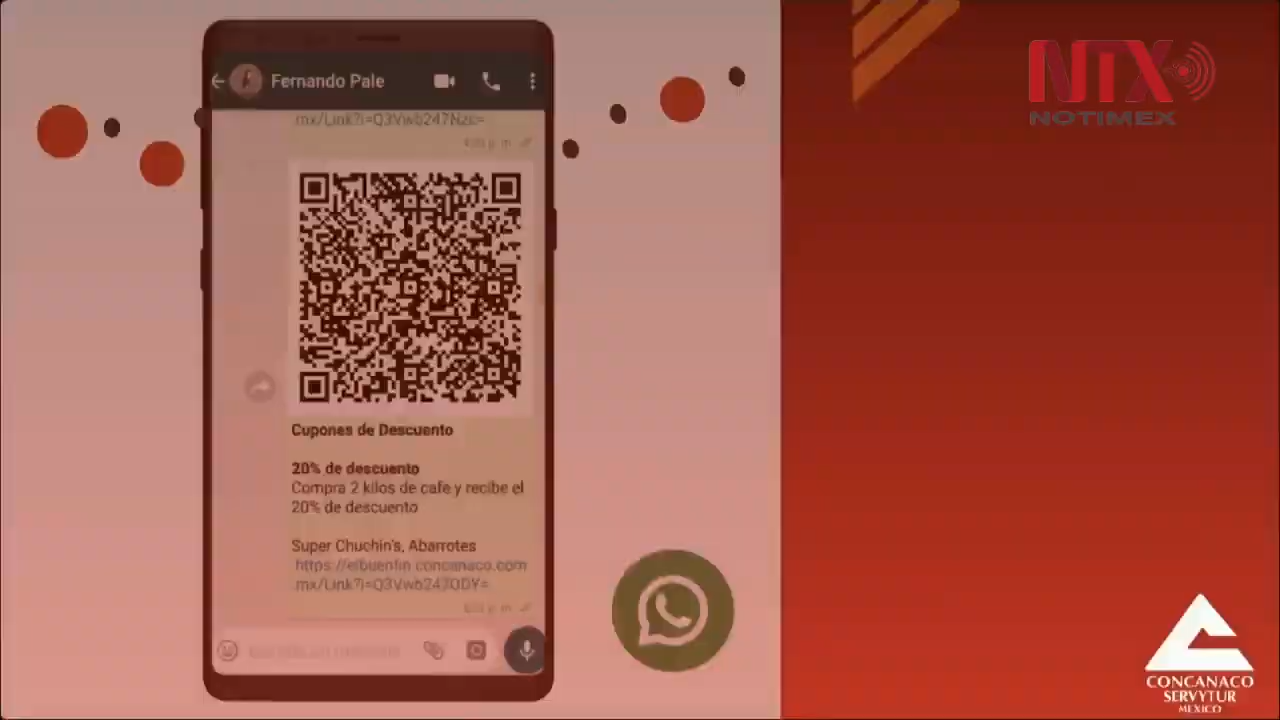 Fernando Pale
NTX
NOTIMEX
Cupones de Descuento
20% de descuento
Compra 2 kilos de cafe y recibe el
20% de descuento
Super Chuchin's, Abarrotes
https://elbuenfin.concanaco.com
CONCANACO
SERVYTUR
MEXICO